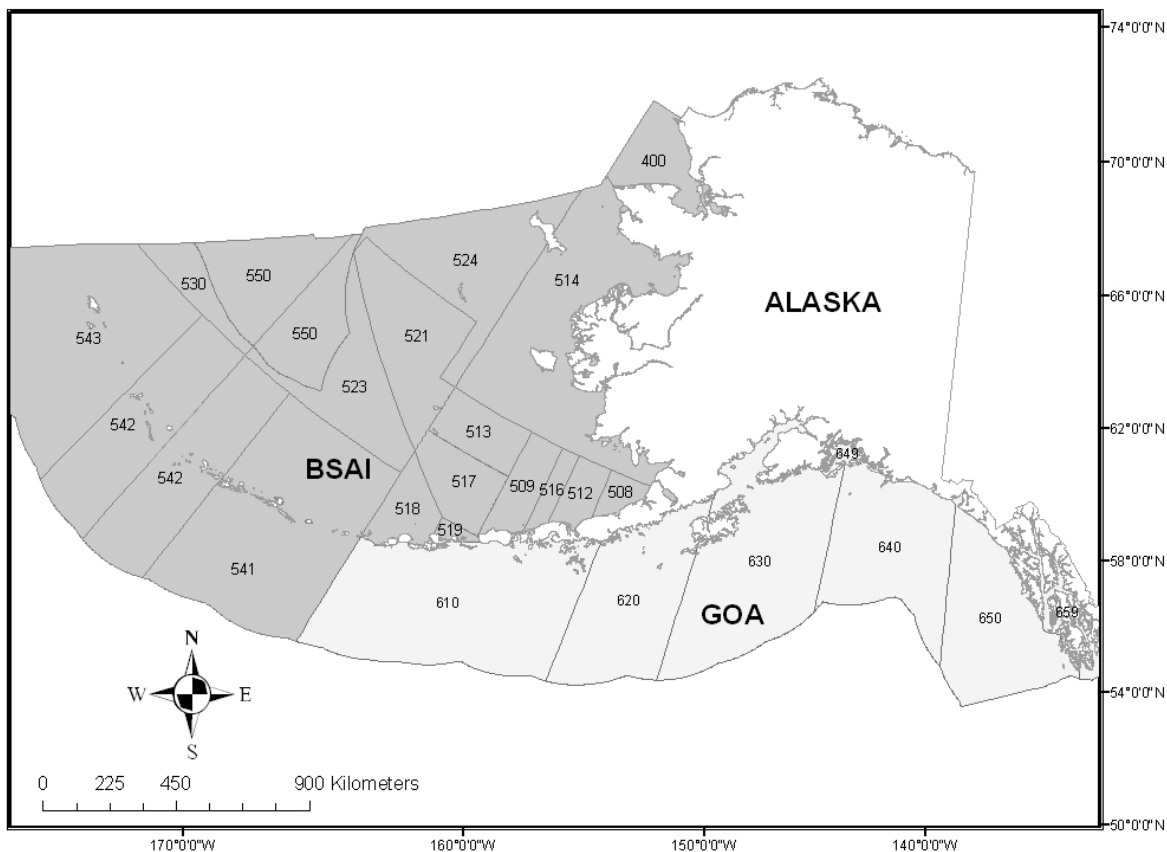 74°0'0"N
70°0'0"N
400
524
514
530
550
66°0'0"N
ALASKA
550
521
543
523
542
513
62°0'0"N
649
BSAI
542
517
509
516
512
508
518
519
541
630
640
58°0'0"N
610
620
GOA
650
659
N
W
E
S
54°0'0"N
0 225 450 900 Kilometers
50°0'0"N
170°0'0"W 160°0'0"W 150°0'0"W 140°0'0"W